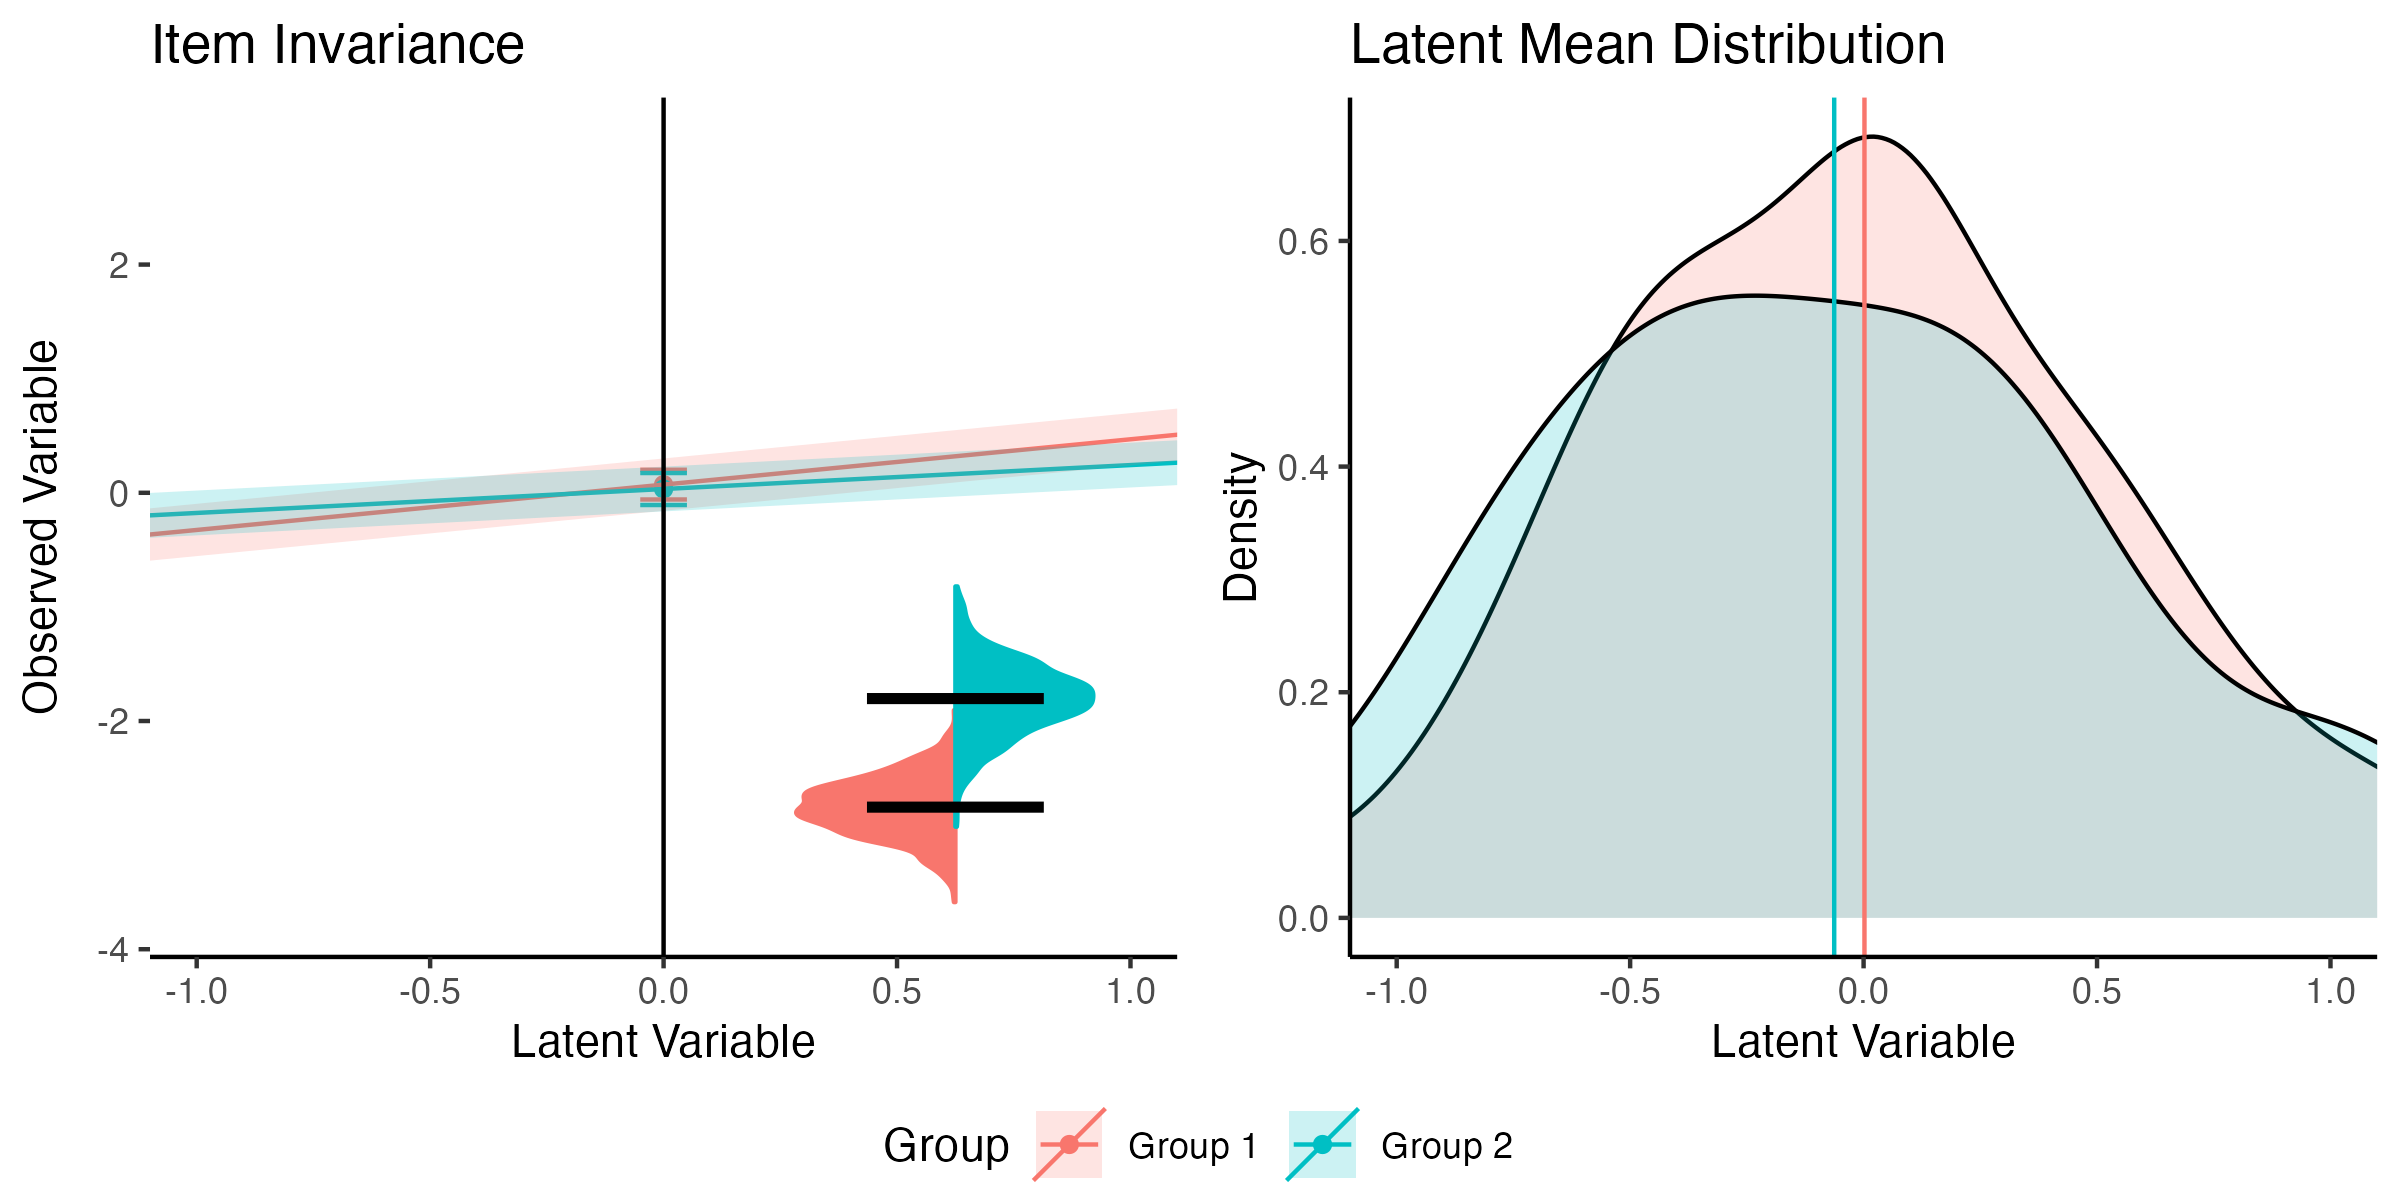 Item Invariance
Observed Variable
2
0
-2
-4
-1.0 -0.5 0.0 0.5 1.0
Latent Variable
Latent Mean Distribution
Density
0.6
0.4
0.2
0.0
-1.0 -0.5 0.0 0.5 1.0
Latent Variable
Group Group 1 Group 2